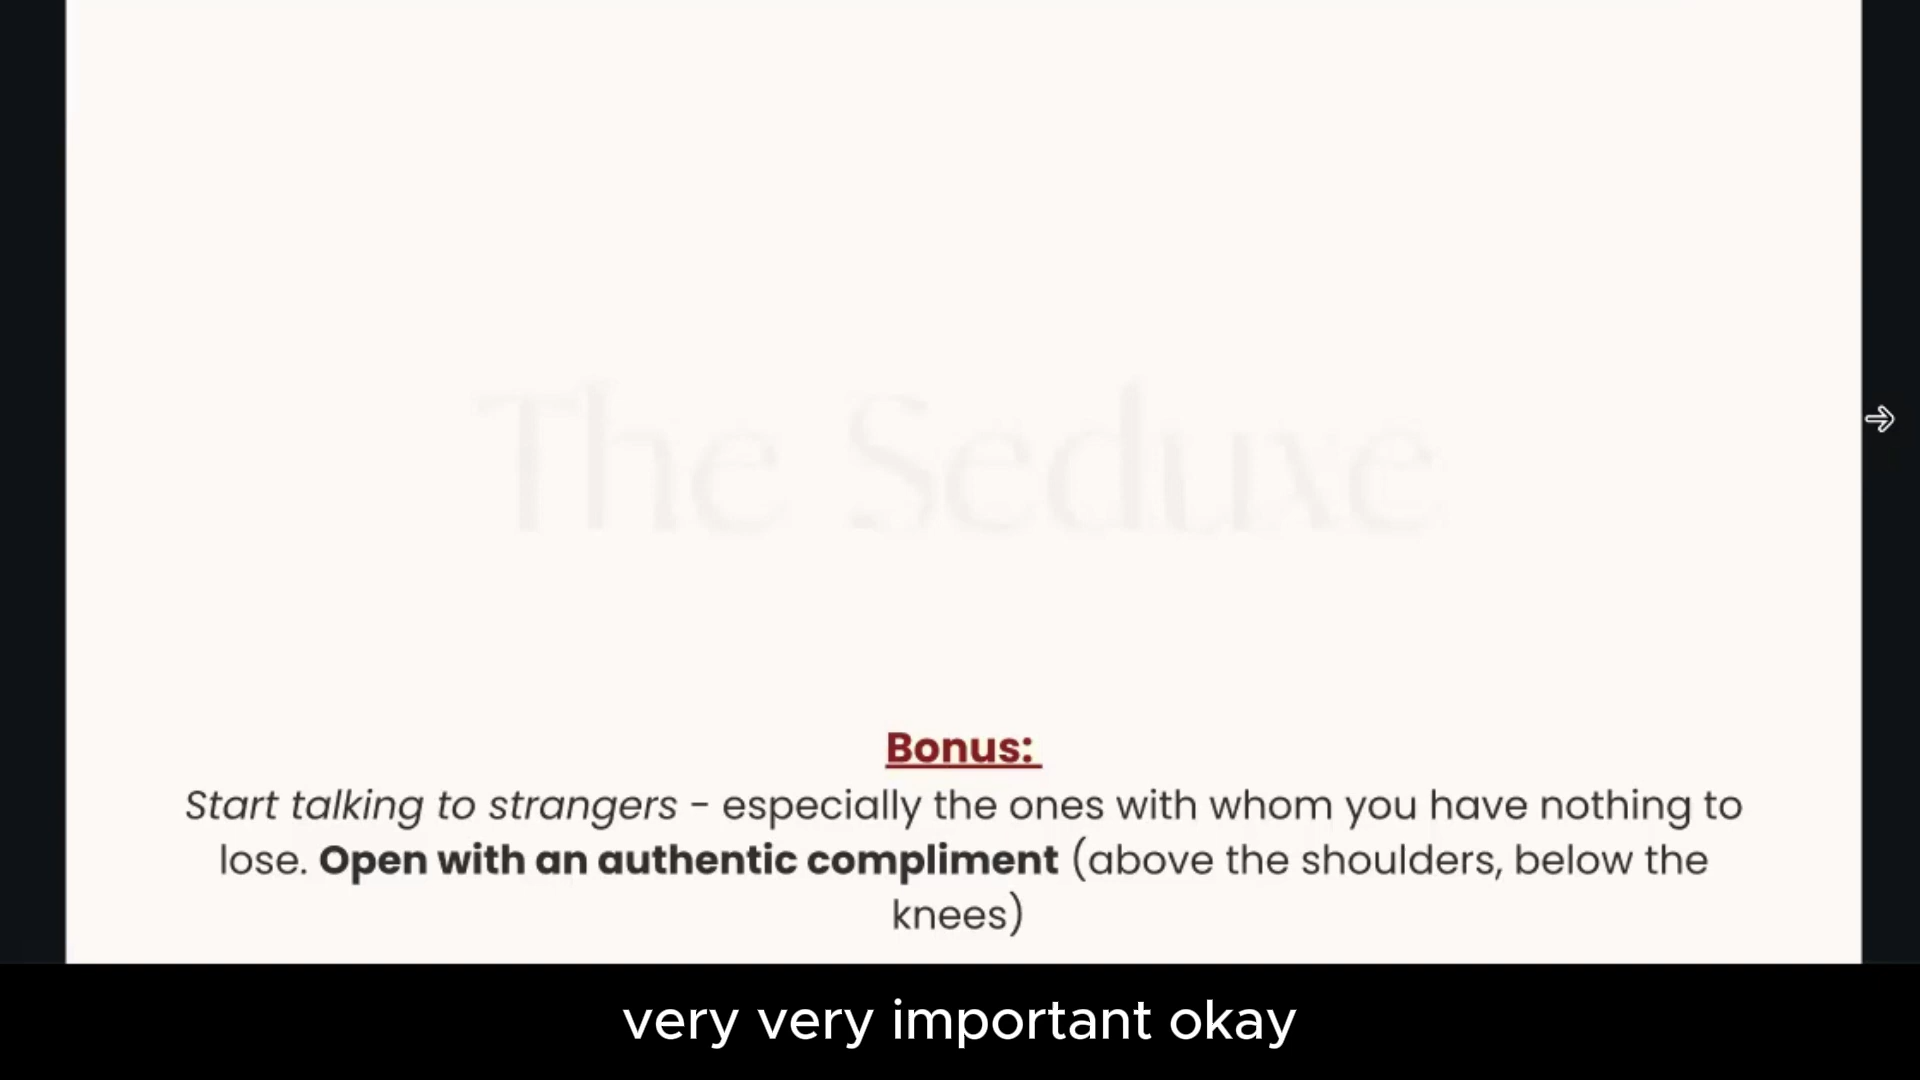 The Seduxe
Bonus:
Start talking to strangers - especially the ones with whom you have nothing to
lose. Open with an authentic compliment (above the shoulders, below the
knees)
very very important okay